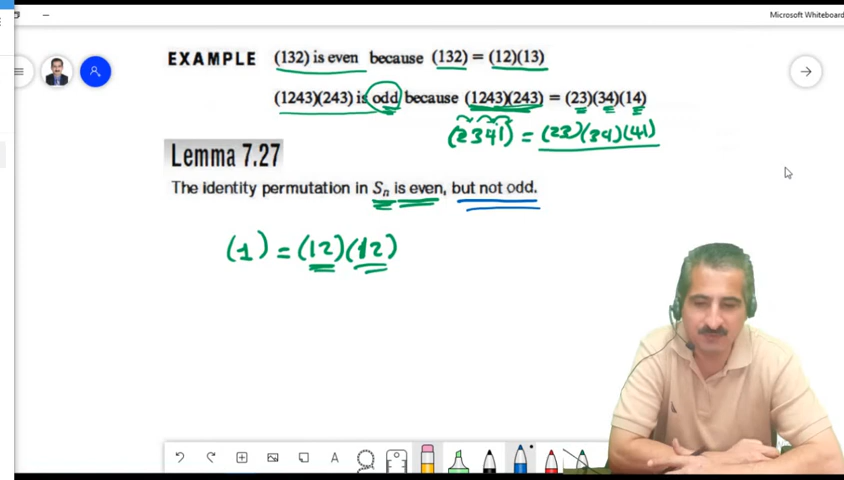 Microsoft Whiteboard
EXAMPLE (132) is even because (132) = (12)(13)
(1243)(243) is odd because (1243)(243) = (23)(34)(14)
(2341) = (23)(34)(41)
Lemma 7.27
The identity permutation in Sn is even, but not odd.
(1) = (12)(12)